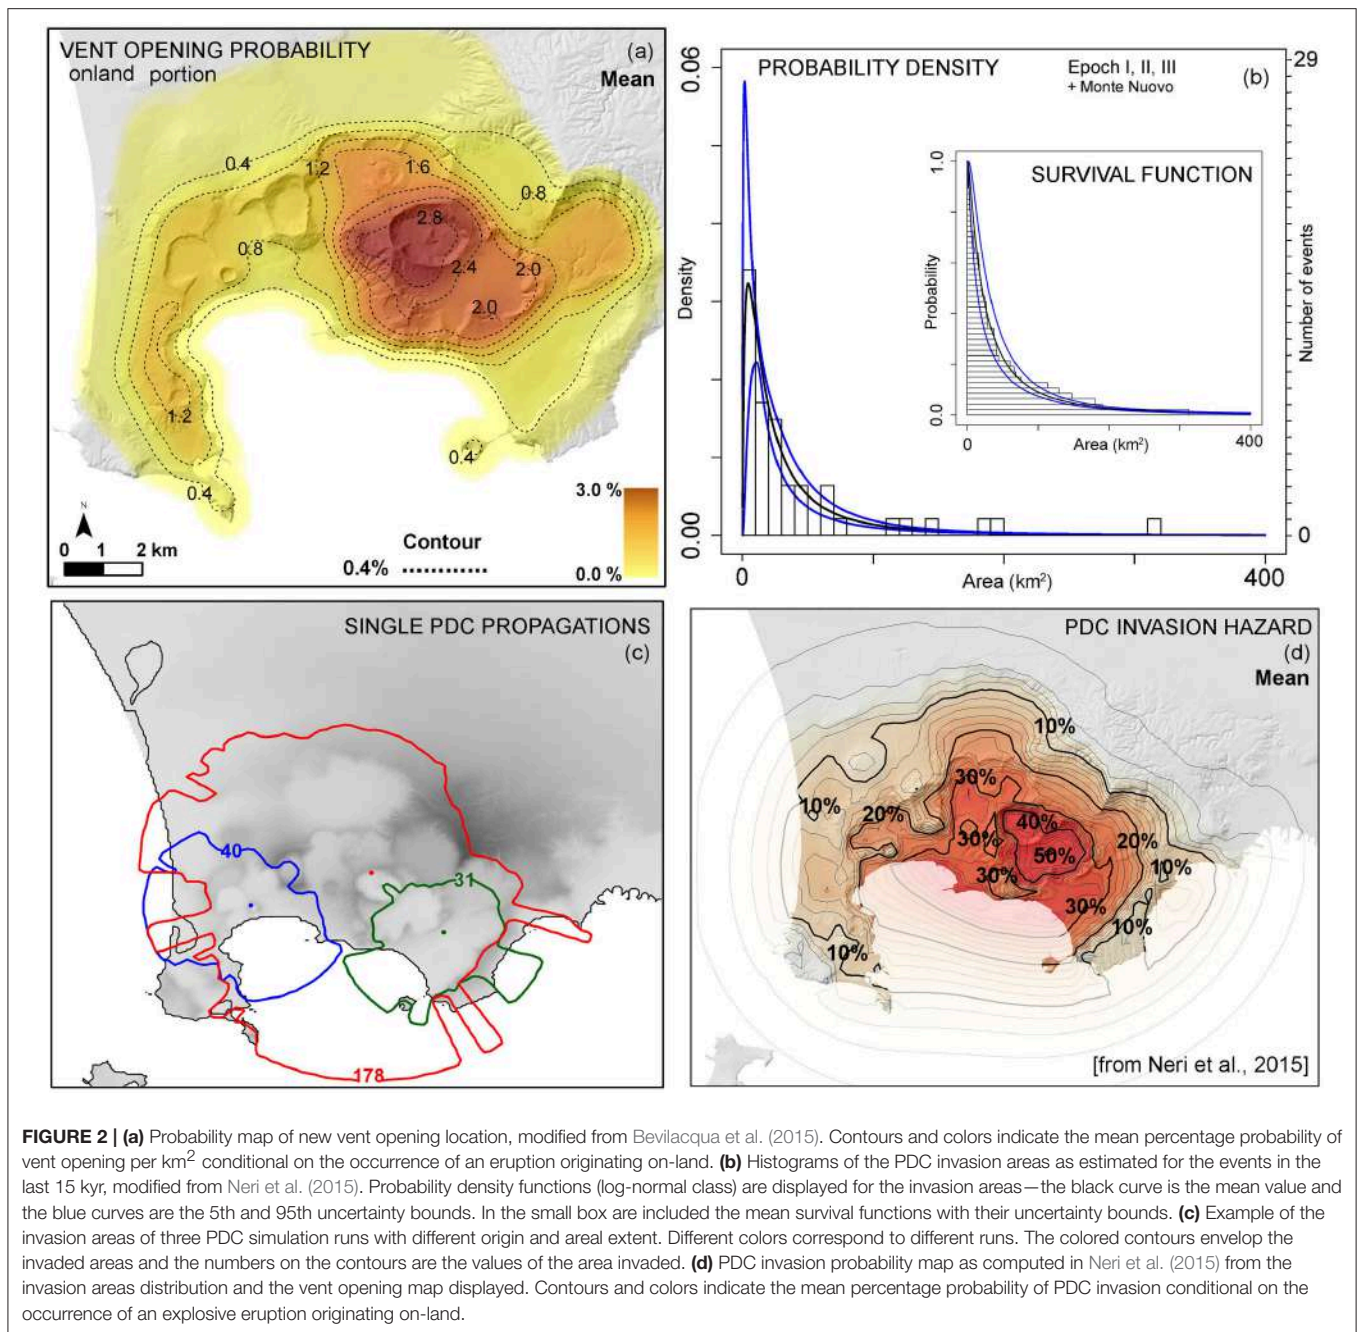 VENT OPENING PROBABILITY
onland portion
(a)
Mean
0.4
1.2
1.6
0.8
2.8
0.8
2.4
2.0
2.0
1.2
0.4
0.4
N
0 1 2 km
Contour
0.4%
3.0 %
0.0 %
PROBABILITY DENSITY
Epoch I, II, III
+ Monte Nuovo
(b)
0.06
Density
0.00
29
Number of events
0
0
Area (km²)
400
SURVIVAL FUNCTION
1.0
Probability
0.0
0
Area (km²)
400
SINGLE PDC PROPAGATIONS
(c)
40
31
178
PDC INVASION HAZARD
(d)
Mean
10%
30%
10%
20%
40%
30%
50%
20%
10%
30%
30%
10%
10%
[from Neri et al., 2015]
FIGURE 2 | (a) Probability map of new vent opening location, modified from Bevilacqua et al. (2015). Contours and colors indicate the mean percentage probability of
vent opening per km² conditional on the occurrence of an eruption originating on-land. (b) Histograms of the PDC invasion areas as estimated for the events in the
last 15 kyr, modified from Neri et al. (2015). Probability density functions (log-normal class) are displayed for the invasion areas—the black curve is the mean value and
the blue curves are the 5th and 95th uncertainty bounds. In the small box are included the mean survival functions with their uncertainty bounds. (c) Example of the
invasion areas of three PDC simulation runs with different origin and areal extent. Different colors correspond to different runs. The colored contours envelop the
invaded areas and the numbers on the contours are the values of the area invaded. (d) PDC invasion probability map as computed in Neri et al. (2015) from the
invasion areas distribution and the vent opening map displayed. Contours and colors indicate the mean percentage probability of PDC invasion conditional on the
occurrence of an explosive eruption originating on-land.